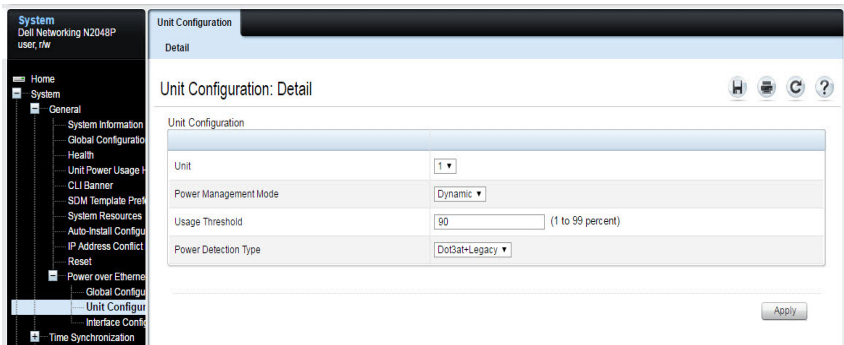 System
Dell Networking N2048P
user, r/w
Home
System
General
System Information
Global Configuratio
Health
Unit Power Usage H
CLI Banner
SDM Template Pref
System Resources
Auto-Install Configu
IP Address Conflict
Reset
Power over Etherne
Global Configu
Unit Configur
Interface Config
Time Synchronization
Unit Configuration
Detail
Unit Configuration: Detail
Unit Configuration
Unit 1
Power Management Mode Dynamic
Usage Threshold 90 (1 to 99 percent)
Power Detection Type Dot3at+Legacy
Apply